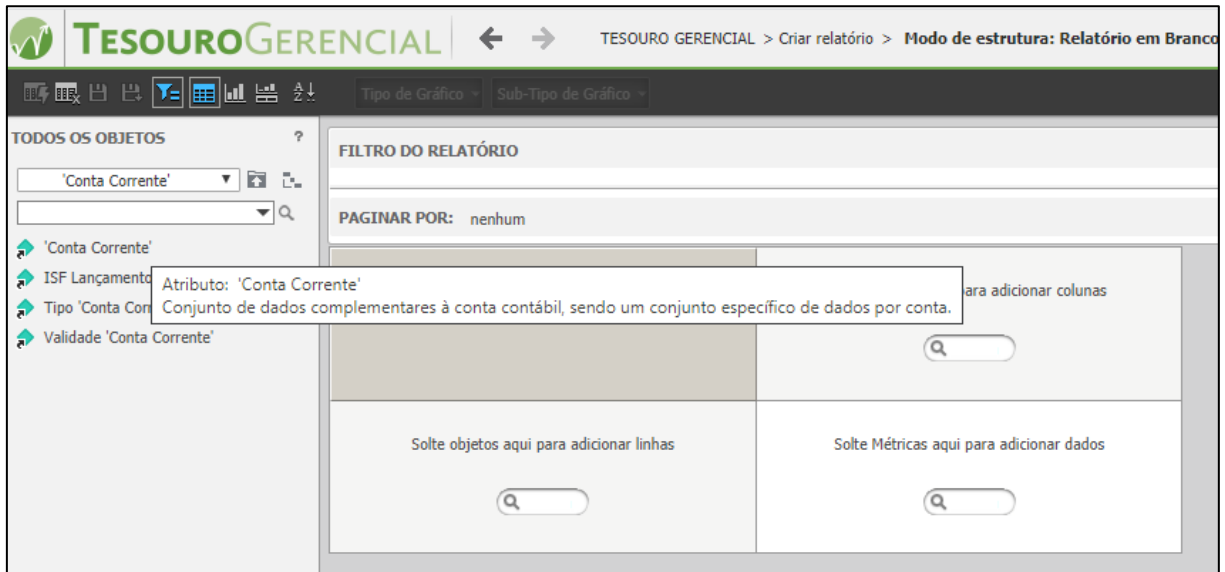 TESOUROGERENCIAL
TESOURO GERENCIAL > Criar relatório > Modo de estrutura: Relatório em Branco
Tipo de Gráfico Sub-Tipo de Gráfico
TODOS OS OBJETOS ?
'Conta Corrente'
FILTRO DO RELATÓRIO
PAGINAR POR: nenhum
'Conta Corrente'
ISF Lançamento
Tipo 'Conta Corr
Validade 'Conta Corrente'
Atributo: 'Conta Corrente'
Conjunto de dados complementares à conta contábil, sendo um conjunto específico de dados por conta.
para adicionar colunas
Solte objetos aqui para adicionar linhas
Solte Métricas aqui para adicionar dados